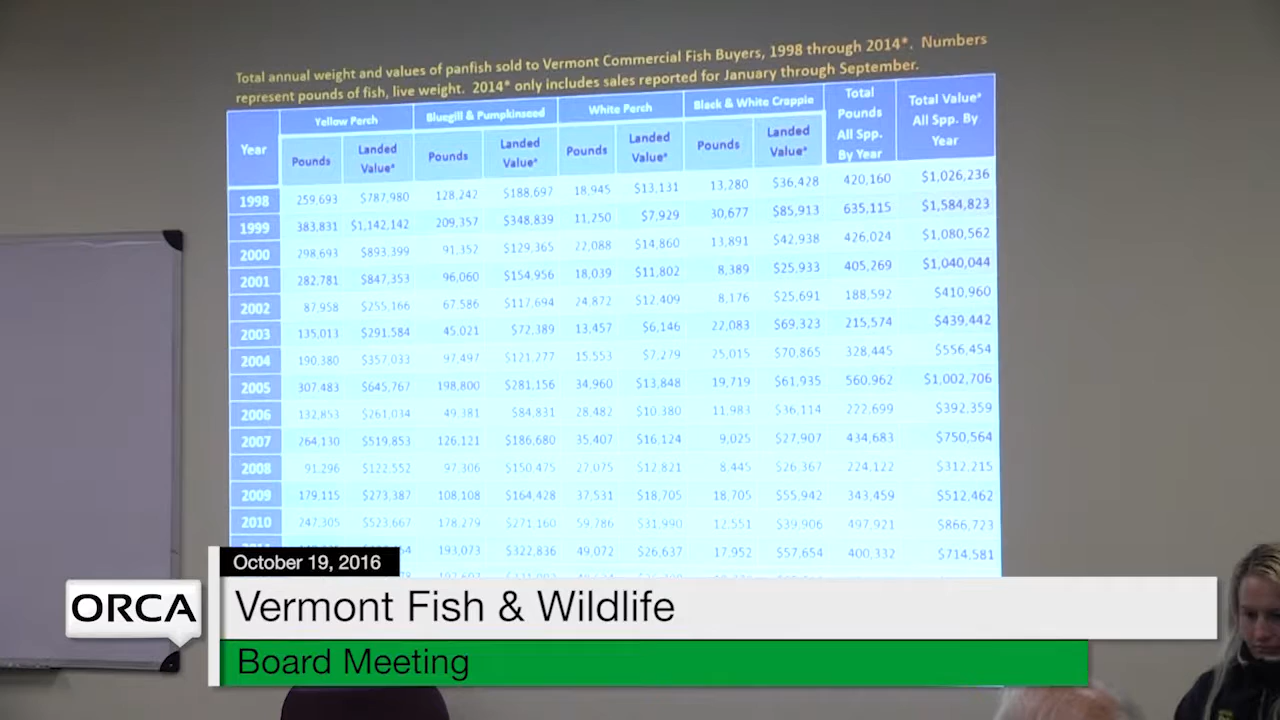 Total annual weight and values of panfish sold to Vermont Commercial Fish Buyers, 1998 through 2014*. Numbers
represent pounds of fish, live weight. 2014* only includes sales reported for January through September.
Year Yellow Perch Bluegill & Pumpkinseed White Perch Black & White Crappie Total Pounds All Spp. By Year Total Value* All Spp. By Year
Pounds Landed Value* Pounds Landed Value* Pounds Landed Value* Pounds Landed Value*
1998 259,693 $787,980 128,242 $188,697 18,945 $13,131 13,280 $36,428 420,160 $1,026,236
1999 383,831 $1,142,142 209,357 $348,839 11,250 $7,929 30,677 $85,913 635,115 $1,584,823
2000 298,693 $893,399 91,352 $129,365 22,088 $14,860 13,891 $42,938 426,024 $1,080,562
2001 282,781 $847,353 96,060 $154,956 18,039 $11,802 8,389 $25,933 405,269 $1,040,044
2002 87,958 $255,166 67,586 $117,694 24,872 $12,409 8,176 $25,691 188,592 $410,960
2003 135,013 $291,584 45,021 $72,389 13,457 $6,146 22,083 $69,323 215,574 $439,442
2004 190,380 $357,033 97,497 $121,277 15,553 $7,279 25,015 $70,865 328,445 $556,454
2005 307,483 $645,767 198,800 $281,156 34,960 $13,848 19,719 $61,935 560,962 $1,002,706
2006 132,853 $261,034 49,381 $84,831 28,482 $10,380 11,983 $36,114 222,699 $392,359
2007 264,130 $519,853 126,121 $186,680 35,407 $16,124 9,025 $27,907 434,683 $750,564
2008 91,296 $122,552 97,306 $150,475 27,075 $12,821 8,445 $26,367 224,122 $312,215
2009 179,115 $273,387 108,108 $164,428 37,531 $18,705 18,705 $55,942 343,459 $512,462
2010 247,305 $523,667 178,279 $271,160 59,786 $31,990 12,551 $39,906 497,921 $866,723
193,073 $322,836 49,072 $26,637 17,952 $57,654 400,332 $714,581
October 19, 2016
ORCA
Vermont Fish & Wildlife
Board Meeting